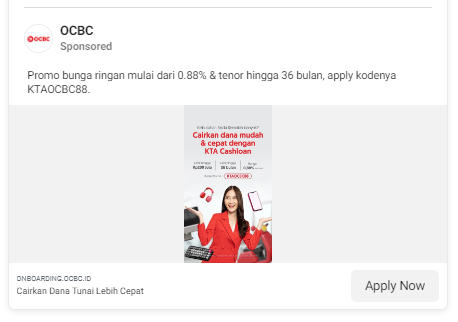 OCBC
OCBC
Sponsored
Promo bunga ringan mulai dari 0.88% & tenor hingga 36 bulan, apply kodenya
KTAOCBC88.
Cairkan dana mudah
& cepat dengan
KTA Cashloan
KTAOCBC88
ONBOARDING.OCBC.ID
Cairkan Dana Tunai Lebih Cepat
Apply Now